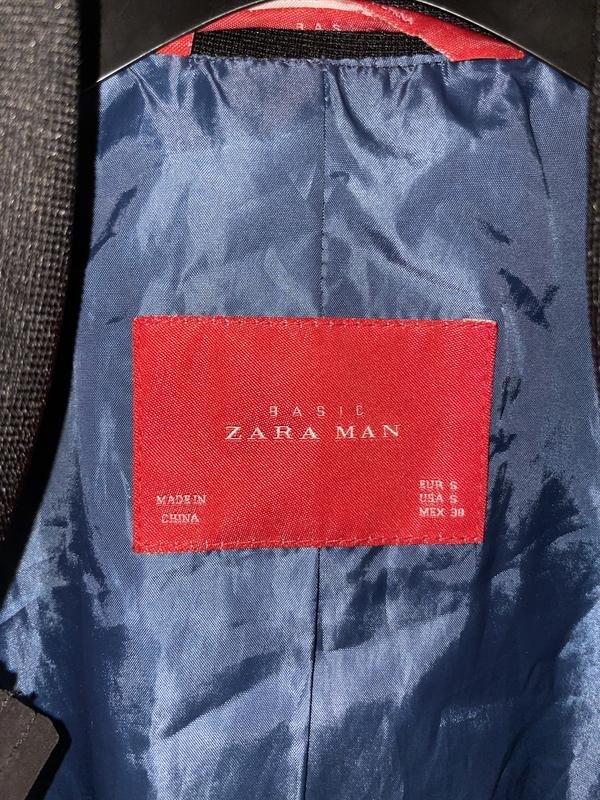 BASIC
ZARA MAN
MADE IN
CHINA
EUR S
USA S
MEX 38